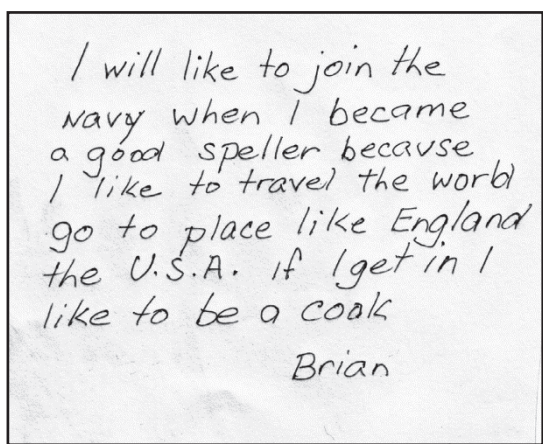 I will like to join the
Navy when I became
a good speller because
I like to travel the world
go to place like England
the U.S.A. if I get in I
like to be a cook
Brian